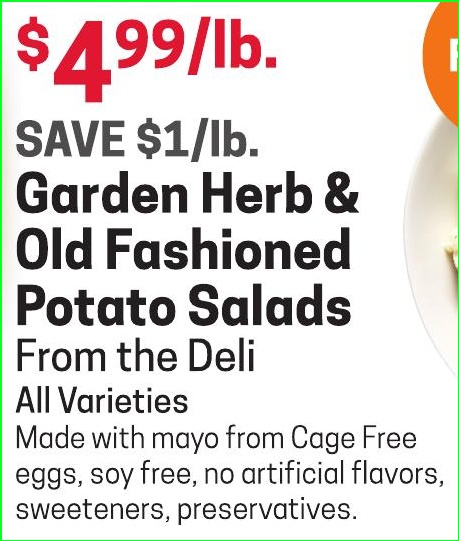 $4.99/lb.
SAVE $1/lb.
Garden Herb &
Old Fashioned
Potato Salads
From the Deli
All Varieties
Made with mayo from Cage Free
eggs, soy free, no artificial flavors,
sweeteners, preservatives.